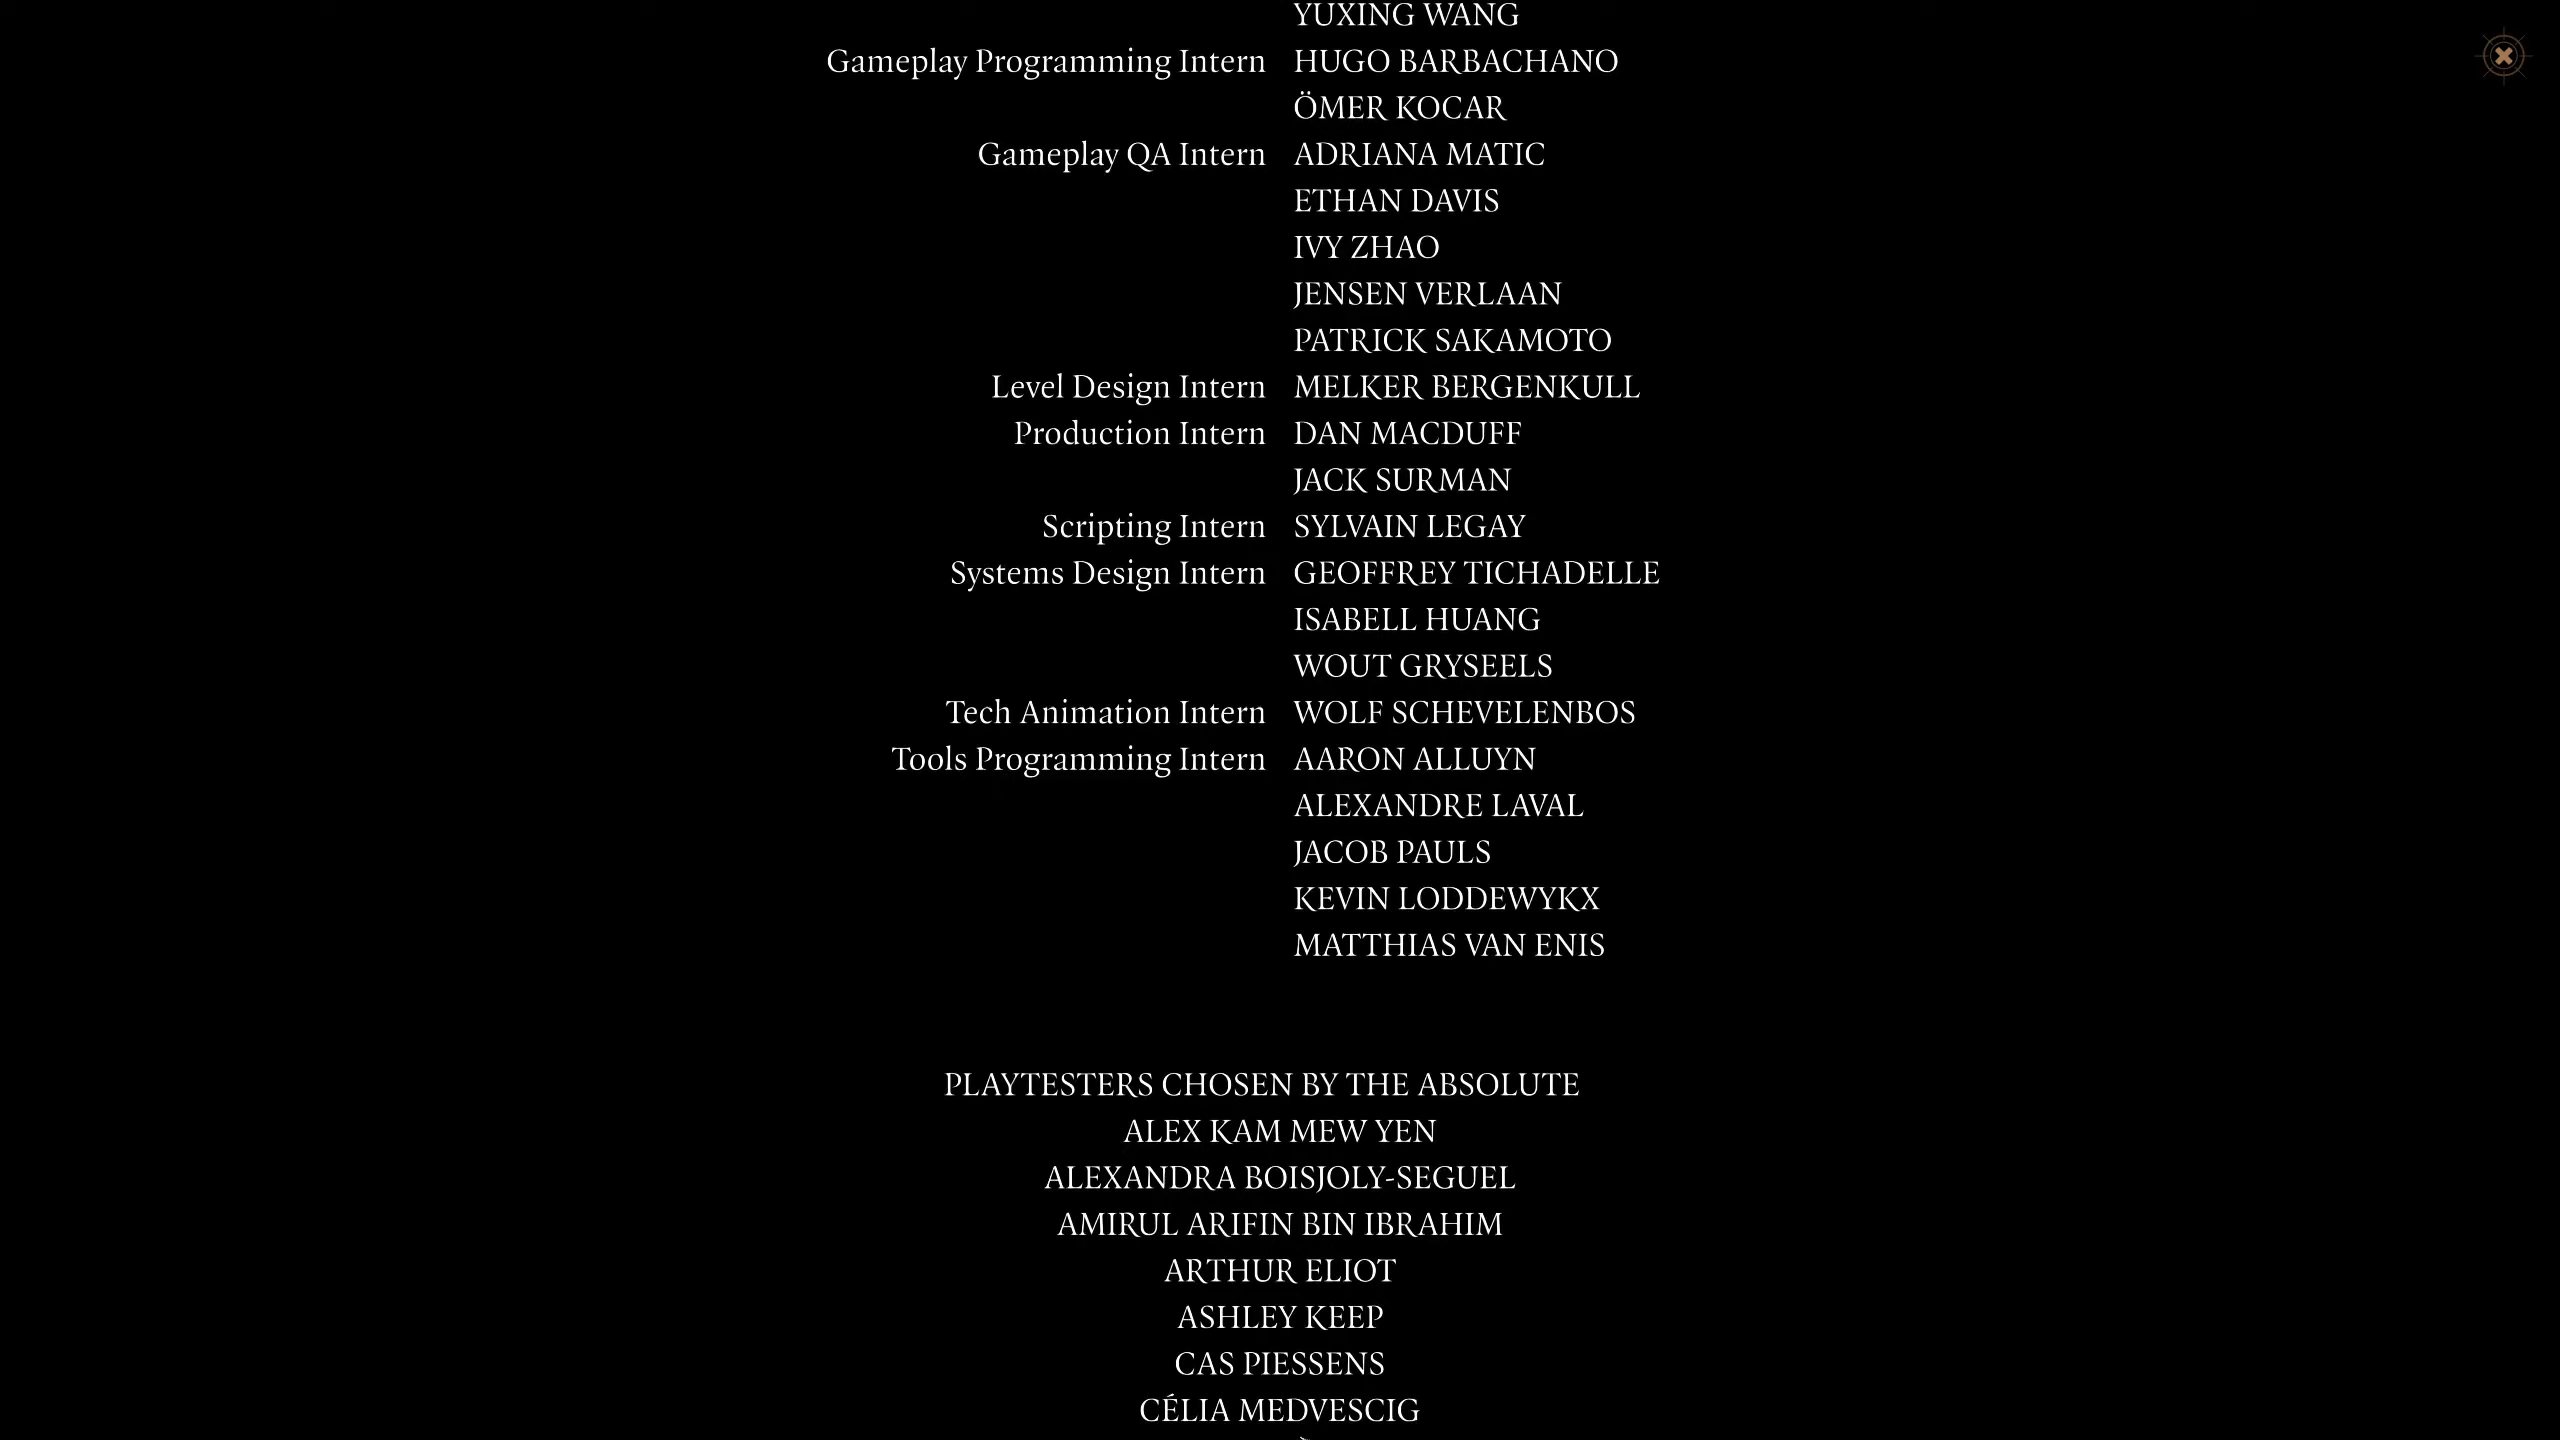 YUXING WANG
Gameplay Programming Intern HUGO BARBACHANO
ÖMER KOCAR
Gameplay QA Intern ADRIANA MATIC
ETHAN DAVIS
IVY ZHAO
JENSEN VERLAAN
PATRICK SAKAMOTO
Level Design Intern MELKER BERGENKULL
Production Intern DAN MACDUFF
JACK SURMAN
Scripting Intern SYLVAIN LEGAY
Systems Design Intern GEOFFREY TICHADELLE
ISABELL HUANG
WOUT GRYSEELS
Tech Animation Intern WOLF SCHEVELENBOS
Tools Programming Intern AARON ALLUYN
ALEXANDRE LAVAL
JACOB PAULS
KEVIN LODDEWYKX
MATTHIAS VAN ENIS
PLAYTESTERS CHOSEN BY THE ABSOLUTE
ALEX KAM MEW YEN
ALEXANDRA BOISJOLY-SEGUEL
AMIRUL ARIFIN BIN IBRAHIM
ARTHUR ELIOT
ASHLEY KEEP
CAS PIESSENS
CÉLIA MEDVESCIG